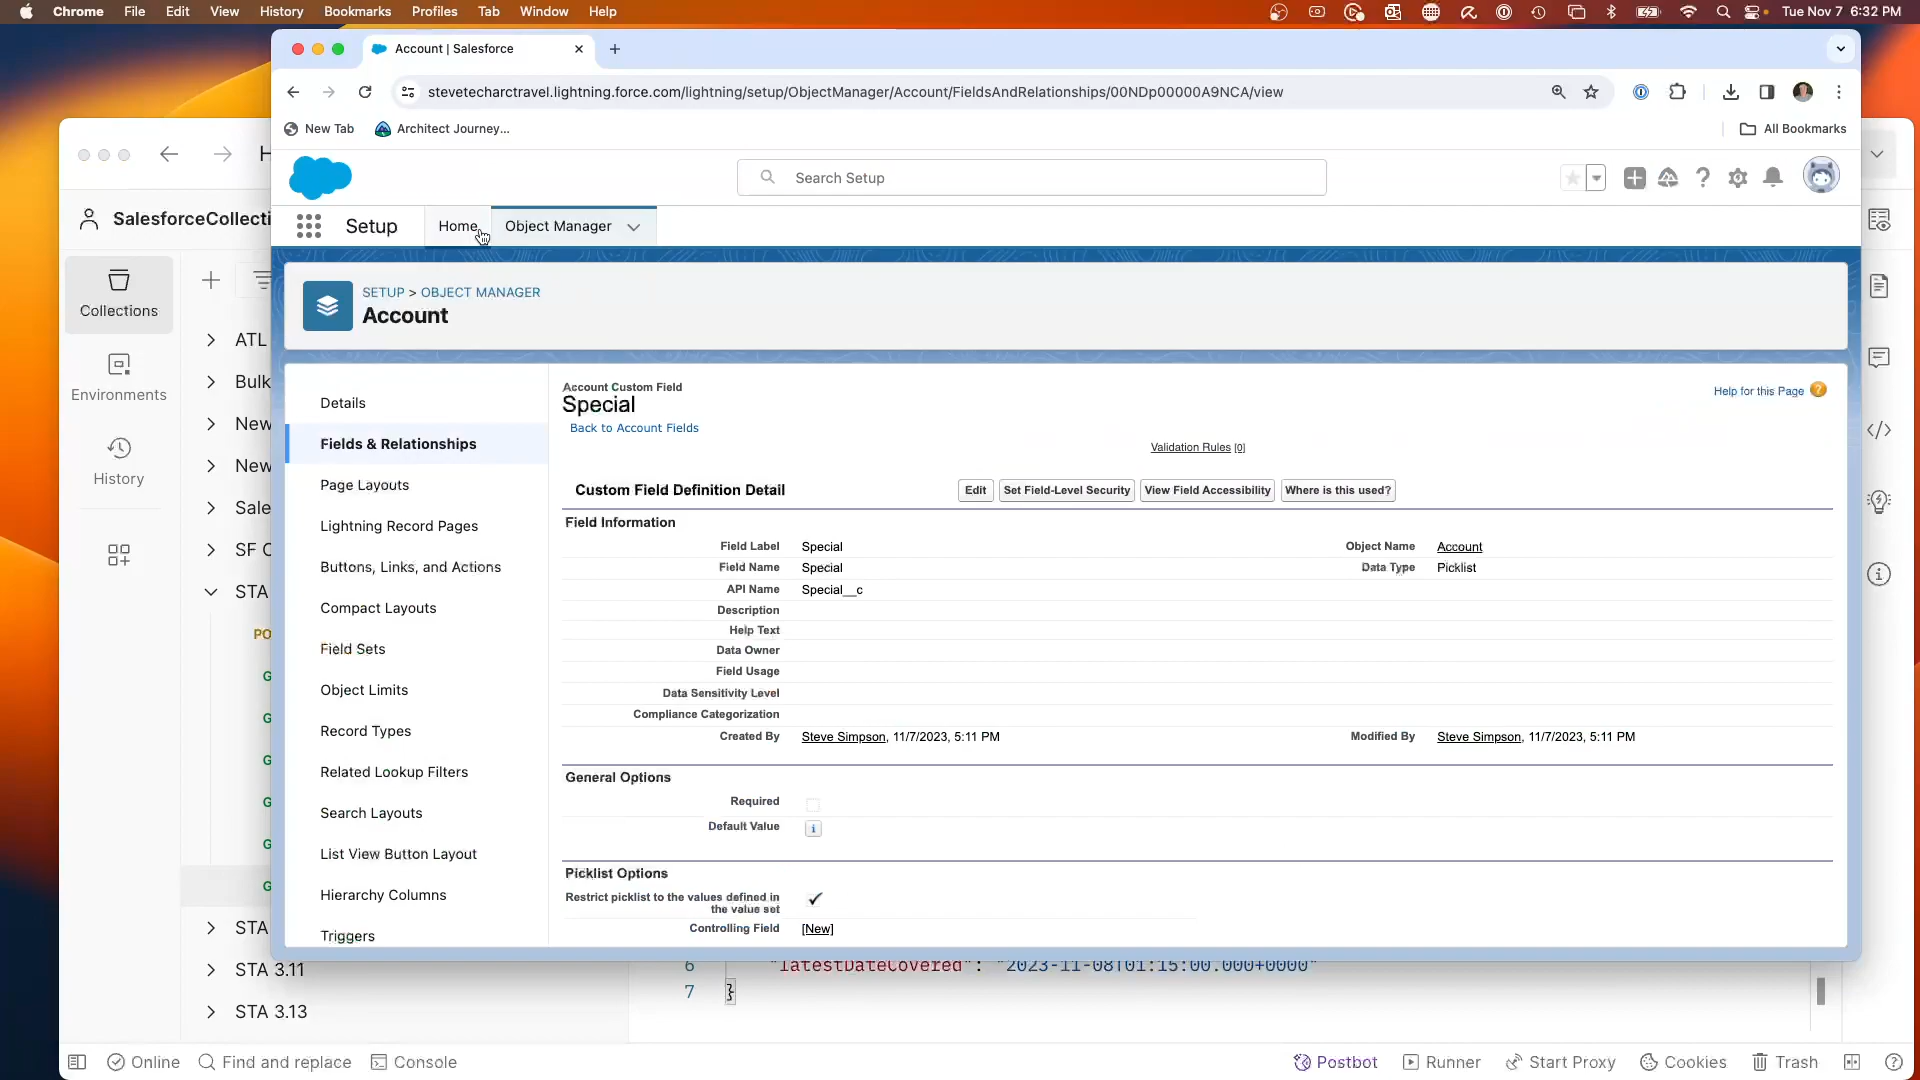 Chrome File Edit View History Bookmarks Profiles Tab Window Help
Tue Nov 7 6:32 PM
Account | Salesforce
stevetecharctravel.lightning.force.com/lightning/setup/ObjectManager/Account/FieldsAndRelationships/00NDp00000A9NCA/view
New Tab Architect Journey... All Bookmarks
Search Setup
Setup Home Object Manager
SETUP > OBJECT MANAGER
Account
Details
Fields & Relationships
Page Layouts
Lightning Record Pages
Buttons, Links, and Actions
Compact Layouts
Field Sets
Object Limits
Record Types
Related Lookup Filters
Search Layouts
List View Button Layout
Hierarchy Columns
Triggers
Account Custom Field
Special
Back to Account Fields
Help for this Page
Validation Rules [0]
Custom Field Definition Detail Edit Set Field-Level Security View Field Accessibility Where is this used?
Field Information
Field Label Special Object Name Account
Field Name Special Data Type Picklist
API Name Special__c
Description
Help Text
Data Owner
Field Usage
Data Sensitivity Level
Compliance Categorization
Created By Steve Simpson, 11/7/2023, 5:11 PM Modified By Steve Simpson, 11/7/2023, 5:11 PM
General Options
Required
Default Value
Picklist Options
Restrict picklist to the values defined in
the value set
Controlling Field [New]
H
SalesforceCollecti
Collections
Environments
History
ATL
Bulk
New
New
Sale
SF C
STA
PO
G
G
G
G
G
G
STA
STA 3.11
STA 3.13
6 "latestDateCovered": "2023-11-08T01:15:00.000+0000"
7 }
Online Find and replace Console Postbot Runner Start Proxy Cookies Trash